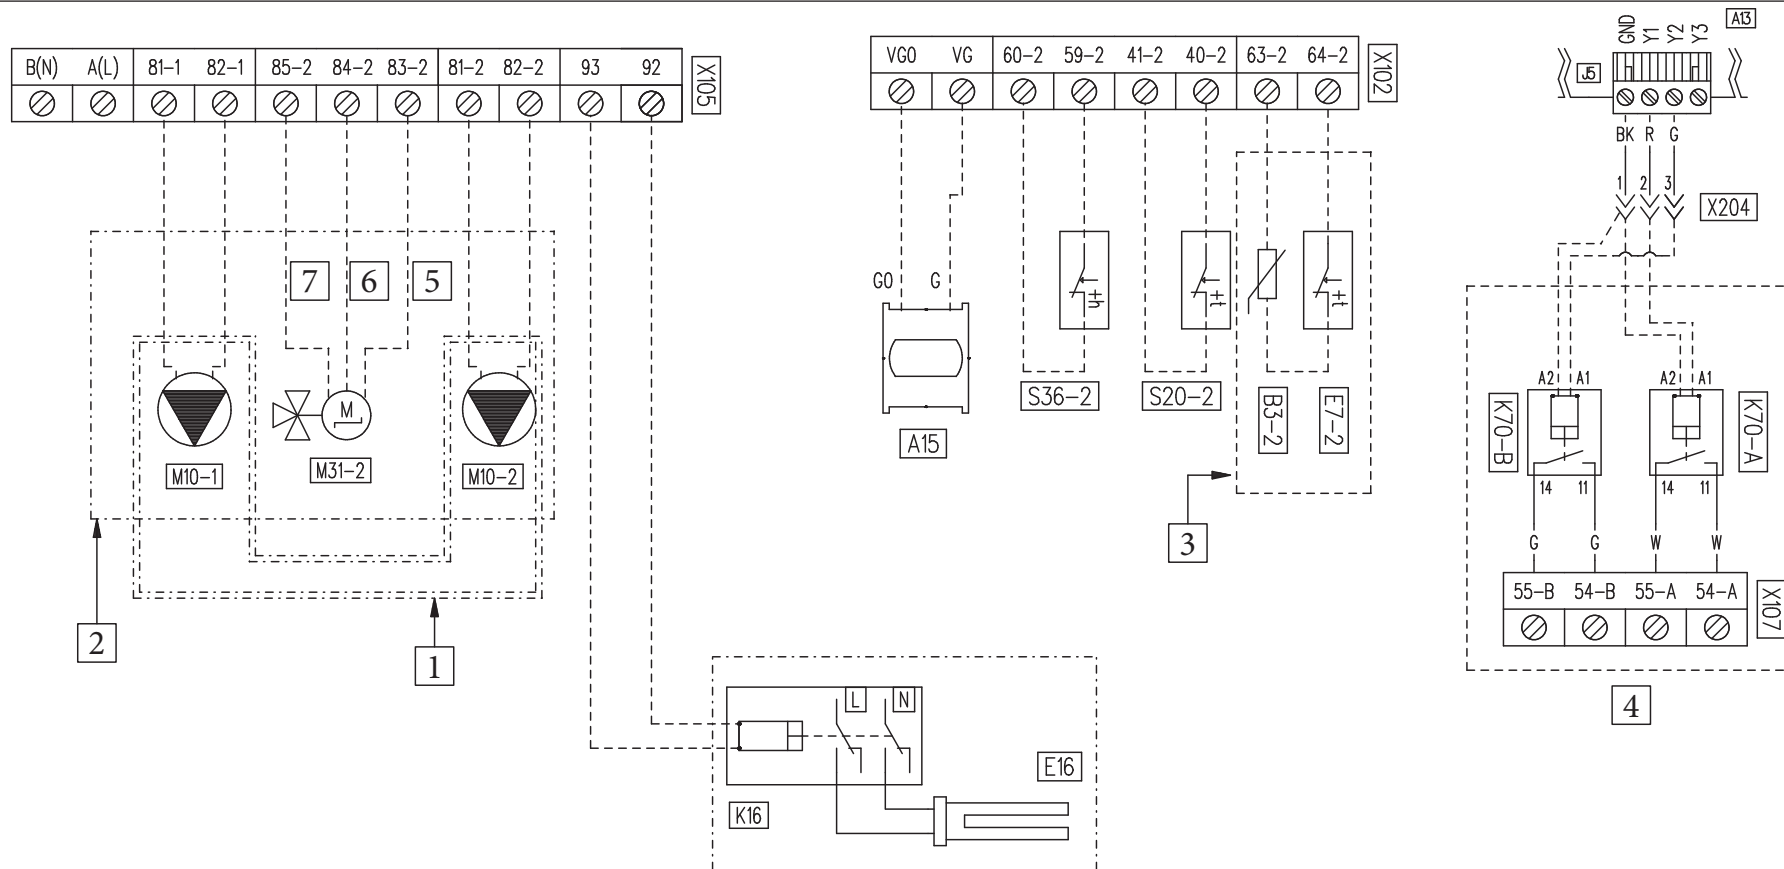 B(N) A(L) 81-1 82-1 85-2 84-2 83-2 81-2 82-2 93 92
X105
VG0 VG 60-2 59-2 41-2 40-2 63-2 64-2
X102
GND Y1 Y2 Y3
A13
J5
BK R G
1 2 3
X204
7 6 5
G0 G
+h +t +t
M
M10-1 M31-2 M10-2
A15
S36-2 S20-2 B3-2 E7-2
A2 A1 A2 A1
K70-B K70-A
14 11 14 11
G G W W
55-B 54-B 55-A 54-A
X107
2
1
3
4
L N
E16
K16